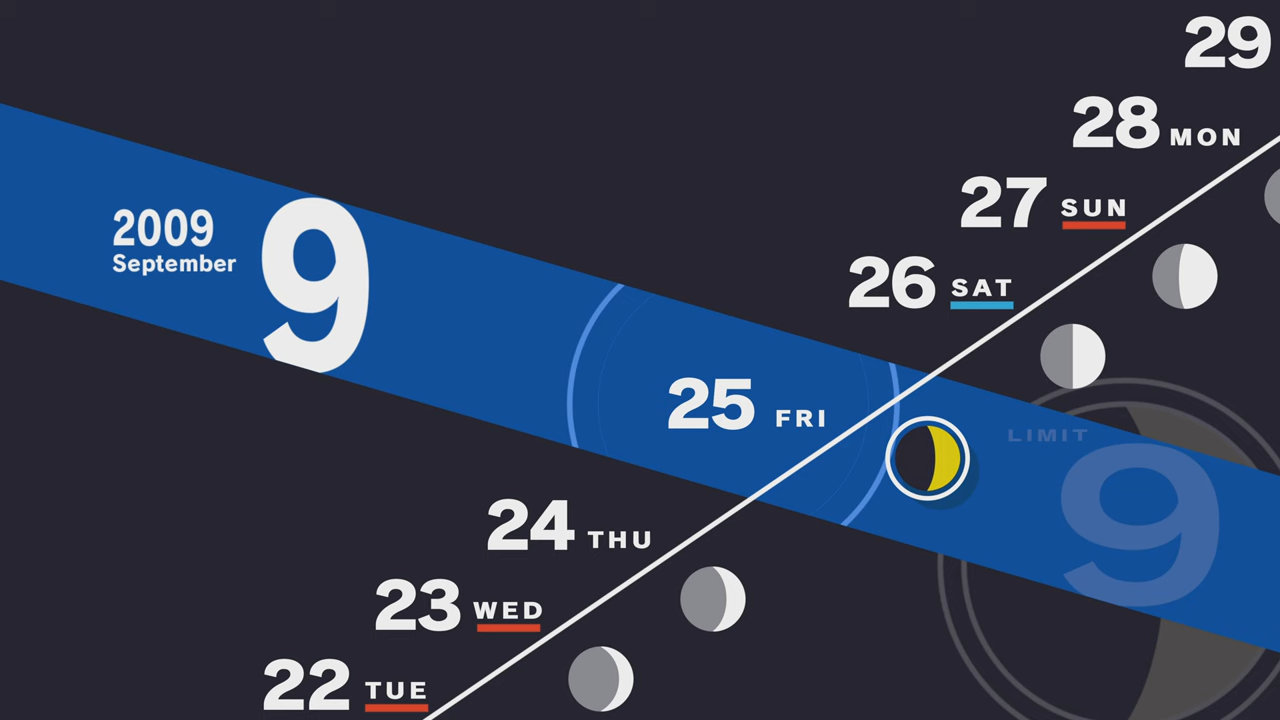 29
28 MON
27 SUN
26 SAT
2009
September
9
25 FRI
LIMIT
9
24 THU
23 WED
22 TUE